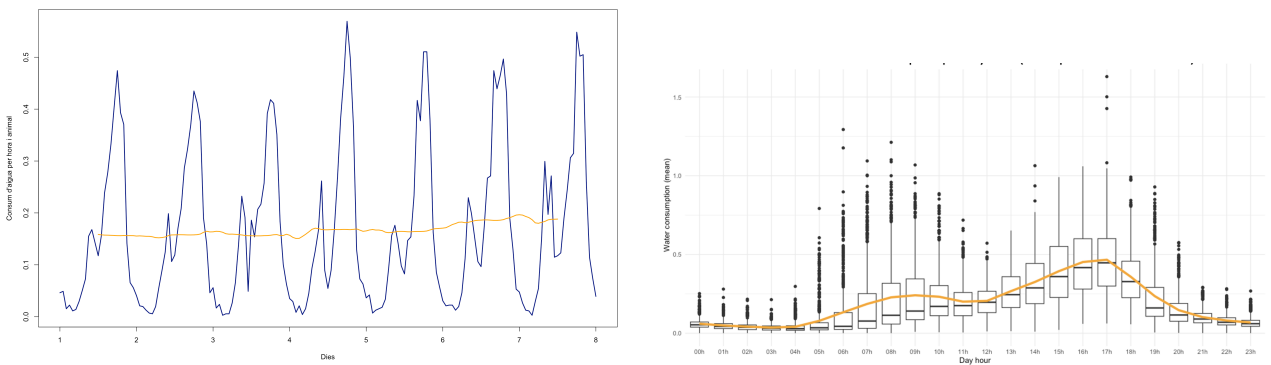 Consum d'aigua per hora i animal
0.0 0.1 0.2 0.3 0.4 0.5
1 2 3 4 5 6 7 8
Dies
Water consumption (mean)
1.5
1.0
0.5
0.0
00h 01h 02h 03h 04h 05h 06h 07h 08h 09h 10h 11h 12h 13h 14h 15h 16h 17h 18h 19h 20h 21h 22h 23h
Day hour